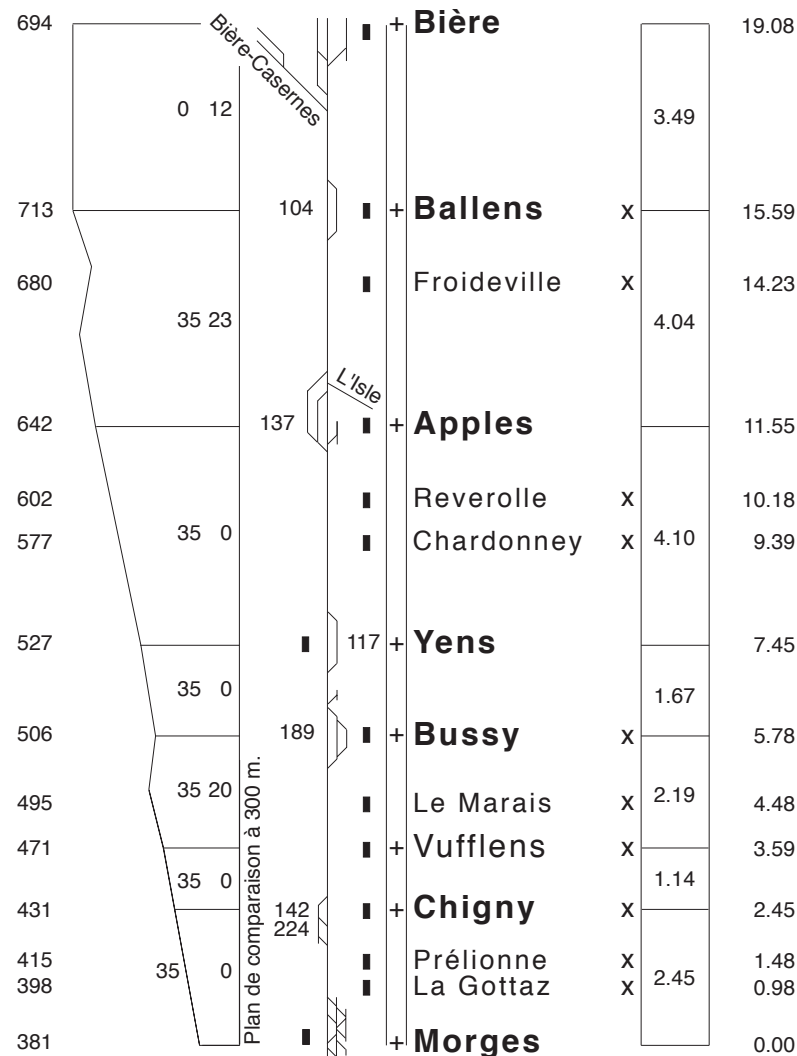 694 + Bière 19.08
Bière-Casernes
0 12 3.49
713 104 + Ballens x 15.59
680 Froideville x 14.23
35 23 4.04
L'Isle
642 137 + Apples 11.55
602 Reverolle x 10.18
577 35 0 Chardonney x 4.10 9.39
527 117 + Yens 7.45
35 0 1.67
506 189 + Bussy x 5.78
495 35 20 Le Marais x 2.19 4.48
471 + Vufflens x 3.59
35 0 1.14
431 142 + Chigny x 2.45
224
415 Prélionne x 1.48
35 0 2.45
398 La Gottaz x 0.98
381 + Morges 0.00
Plan de comparaison à 300 m.